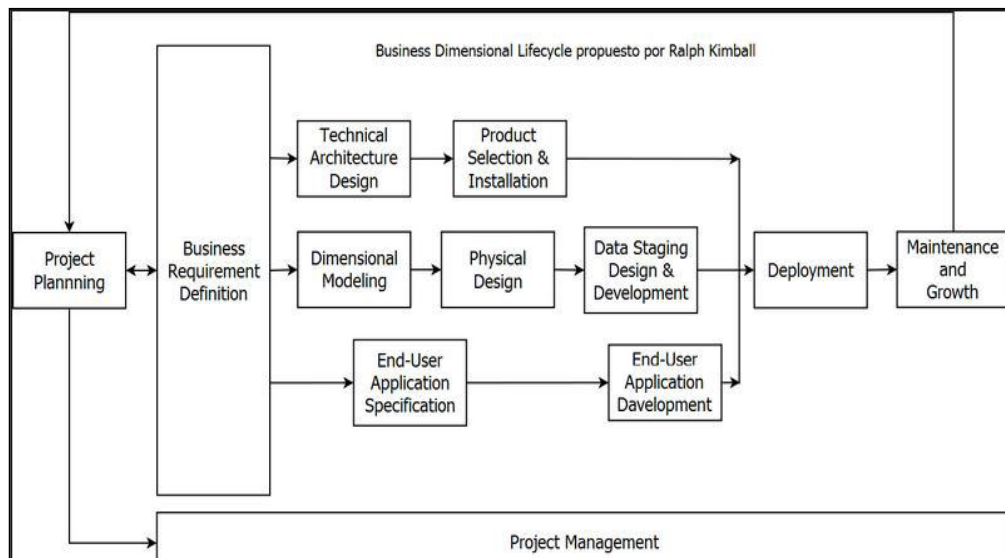 Business Dimensional Lifecycle propuesto por Ralph Kimball
Technical
Architecture
Design
Product
Selection &
Installation
Project
Plannning
Business
Requirement
Definition
Dimensional
Modeling
Physical
Design
Data Staging
Design &
Development
Deployment
Maintenance
and
Growth
End-User
Application
Specification
End-User
Application
Davelopment
Project Management